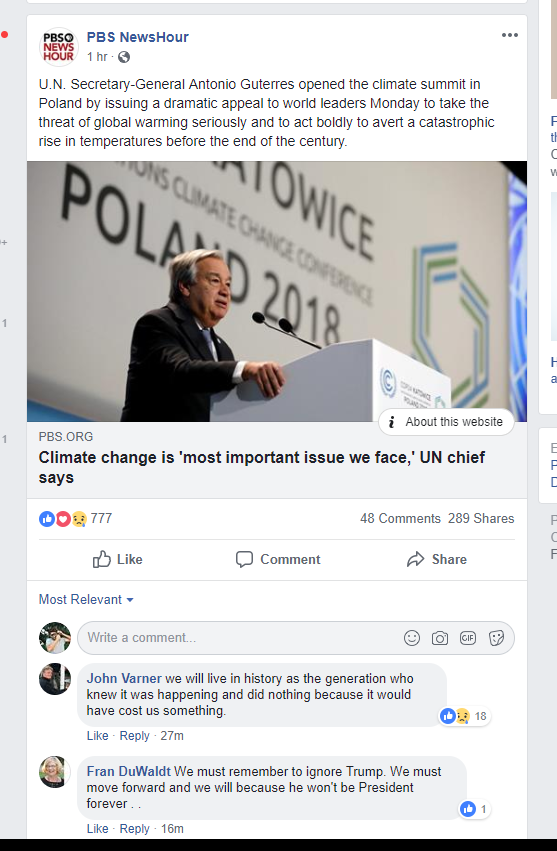 PBS
NEWS
HOUR
PBS NewsHour
1 hr ·
U.N. Secretary-General Antonio Guterres opened the climate summit in
Poland by issuing a dramatic appeal to world leaders Monday to take the
threat of global warming seriously and to act boldly to avert a catastrophic
rise in temperatures before the end of the century.
KATOWICE
NATIONS CLIMATE CHANGE CONFERENCE
KATOWICE
POLAND 2018
KATOWICE
POLAND 2018
i About this website
PBS.ORG
Climate change is 'most important issue we face,' UN chief
says
777 48 Comments 289 Shares
Like Comment Share
Most Relevant
Write a comment... GIF
John Varner we will live in history as the generation who
knew it was happening and did nothing because it would
have cost us something.
18
Like · Reply · 27m
Fran DuWaldt We must remember to ignore Trump. We must
move forward and we will because he won't be President
forever . .
1
Like · Reply · 16m
1
1